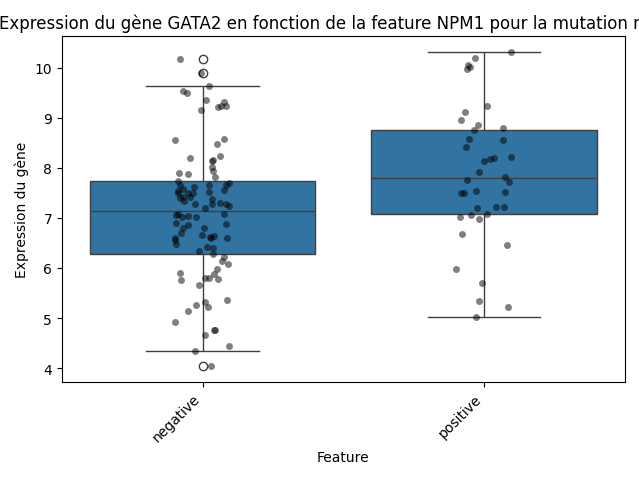 Expression du gène GATA2 en fonction de la feature NPM1 pour la mutation
10
9
8
7
6
5
4
Expression du gène
negative
positive
Feature